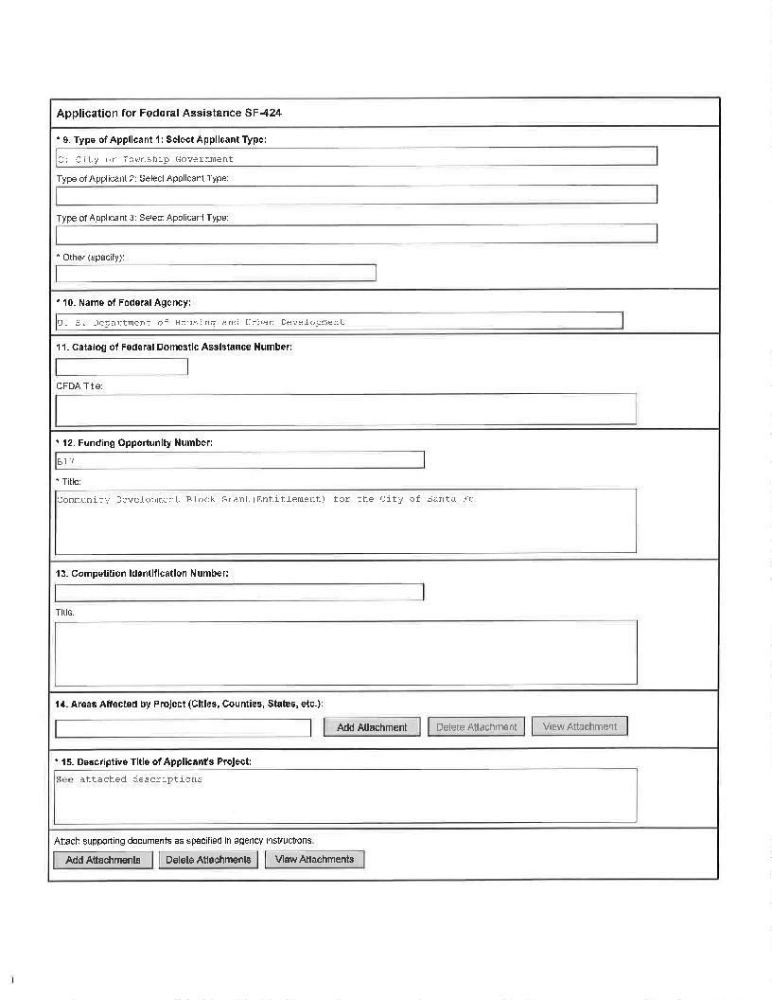 Application for Federal Assistance SF-424
* 9. Type of Applicant 1: Select Applicant Type:
C: City or Township Government
Type of Applicant 2: Select Applicant Type:
Type of Applicant 3: Select Applicant Type:
* Other (specify):
* 10. Name of Federal Agency:
U. S. Department of Housing and Urban Development
11. Catalog of Federal Domestic Assistance Number:
CFDA Title:
* 12. Funding Opportunity Number:
B17
* Title:
Community Development Block Grant(Entitlement) for the City of Santa Fe
13. Competition Identification Number:
Title:
14. Areas Affected by Project (Cities, Counties, States, etc.):
Add Attachment Delete Attachment View Attachment
* 15. Descriptive Title of Applicant's Project:
See attached descriptions
Attach supporting documents as specified in agency instructions.
Add Attachments Delete Attachments View Attachments